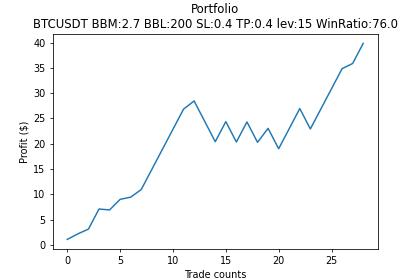 Portfolio
BTCUSDT BBM:2.7 BBL:200 SL:0.4 TP:0.4 lev:15 WinRatio:76.0
40
35
30
25
20
15
10
5
0
Profit ($)
0 5 10 15 20 25
Trade counts